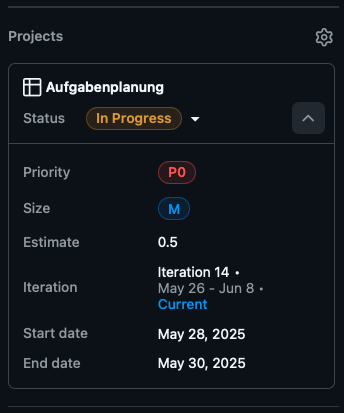 Projects
Aufgabenplanung
Status In Progress
Priority P0
Size M
Estimate 0.5
Iteration Iteration 14 •
May 26 - Jun 8 •
Current
Start date May 28, 2025
End date May 30, 2025